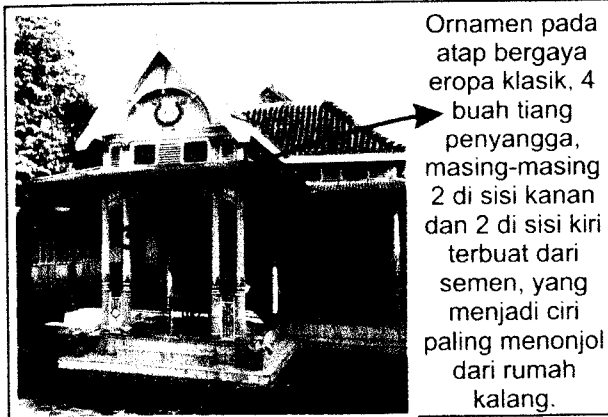 Ornamen pada
atap bergaya
eropa klasik, 4
buah tiang
penyangga,
masing-masing
2 di sisi kanan
dan 2 di sisi kiri
terbuat dari
semen, yang
menjadi ciri
paling menonjol
dari rumah
kalang.